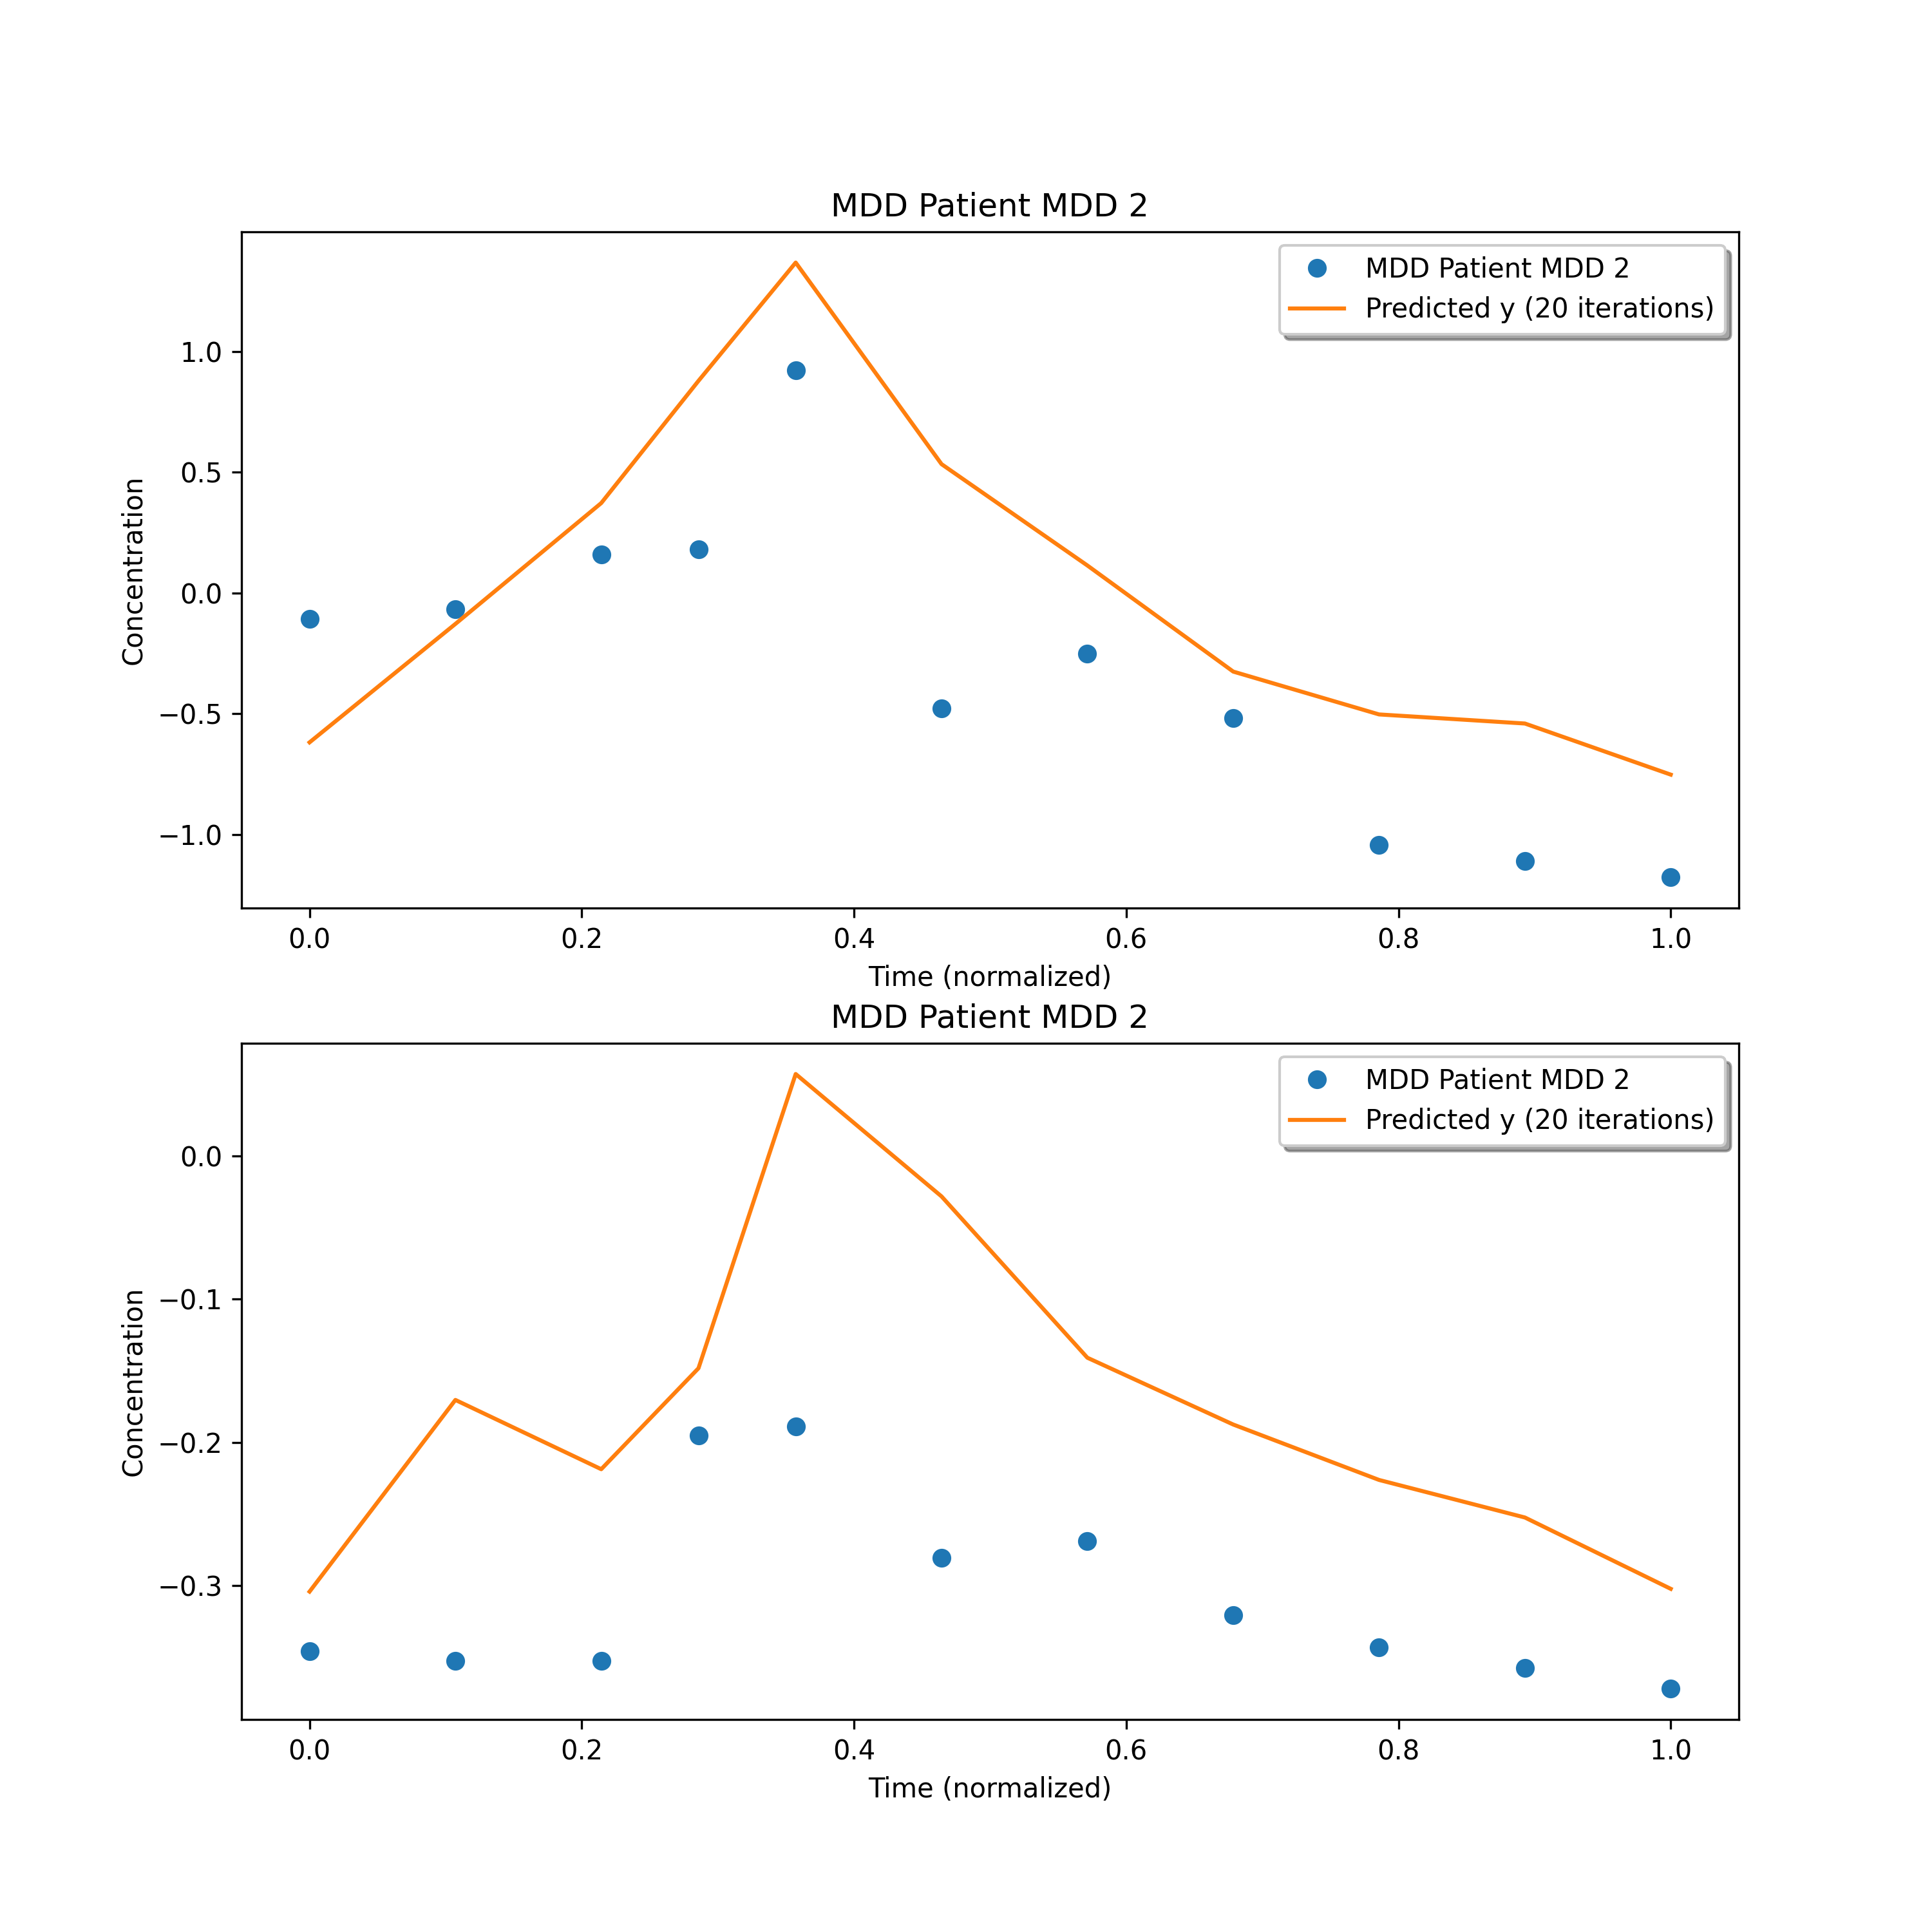 MDD Patient MDD 2
MDD Patient MDD 2
Predicted y (20 iterations)
1.0
0.5
0.0
−0.5
−1.0
Concentration
0.0 0.2 0.4 0.6 0.8 1.0
Time (normalized)
MDD Patient MDD 2
MDD Patient MDD 2
Predicted y (20 iterations)
0.0
−0.1
−0.2
−0.3
Concentration
0.0 0.2 0.4 0.6 0.8 1.0
Time (normalized)